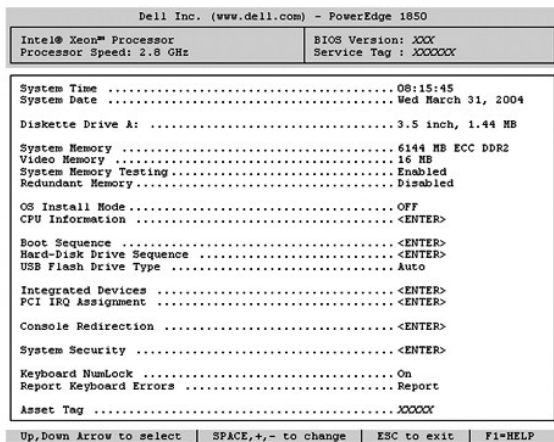 Dell Inc. (www.dell.com) - PowerEdge 1850
Intel® Xeon™ Processor
Processor Speed: 2.8 GHz
BIOS Version: XXX
Service Tag : XXXXXX
System Time ........................................ 08:15:45
System Date ........................................ Wed March 31, 2004
Diskette Drive A: .................................. 3.5 inch, 1.44 MB
System Memory ...................................... 6144 MB ECC DDR2
Video Memory ....................................... 16 MB
System Memory Testing .............................. Enabled
Redundant Memory ................................... Disabled
OS Install Mode .................................... OFF
CPU Information .................................... <ENTER>
Boot Sequence ...................................... <ENTER>
Hard-Disk Drive Sequence ........................... <ENTER>
USB Flash Drive Type ............................... Auto
Integrated Devices ................................. <ENTER>
PCI IRQ Assignment ................................. <ENTER>
Console Redirection ................................ <ENTER>
System Security .................................... <ENTER>
Keyboard NumLock ................................... On
Report Keyboard Errors ............................. Report
Asset Tag .......................................... XXXXX
Up,Down Arrow to select | SPACE,+,- to change | ESC to exit | F1=HELP